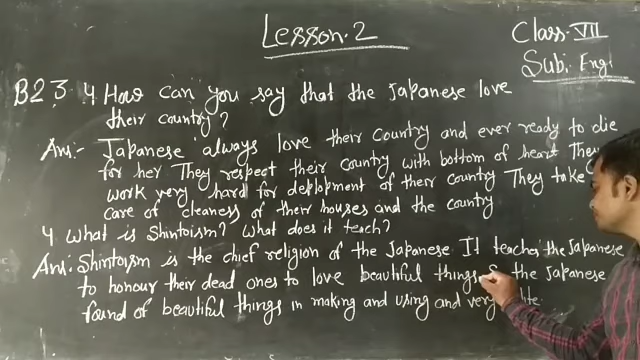 Lesson.2
Class-VII
Sub: Engl
B2.3. 4 How can you say that the Japanese love
their country?
Ans:- Japanese always love their country and ever ready to die
for her They respect their country with bottom of heart They
work very hard for deplopment of their country They take
care of cleaness of their houses and the country
4 What is Shintoism? What does it teach?
Ans: Shintoism is the chief religion of the Japanese It teaches the Japanese
to honour their dead ones to love beautiful things the Japanese
found of beautiful things in making and using and very